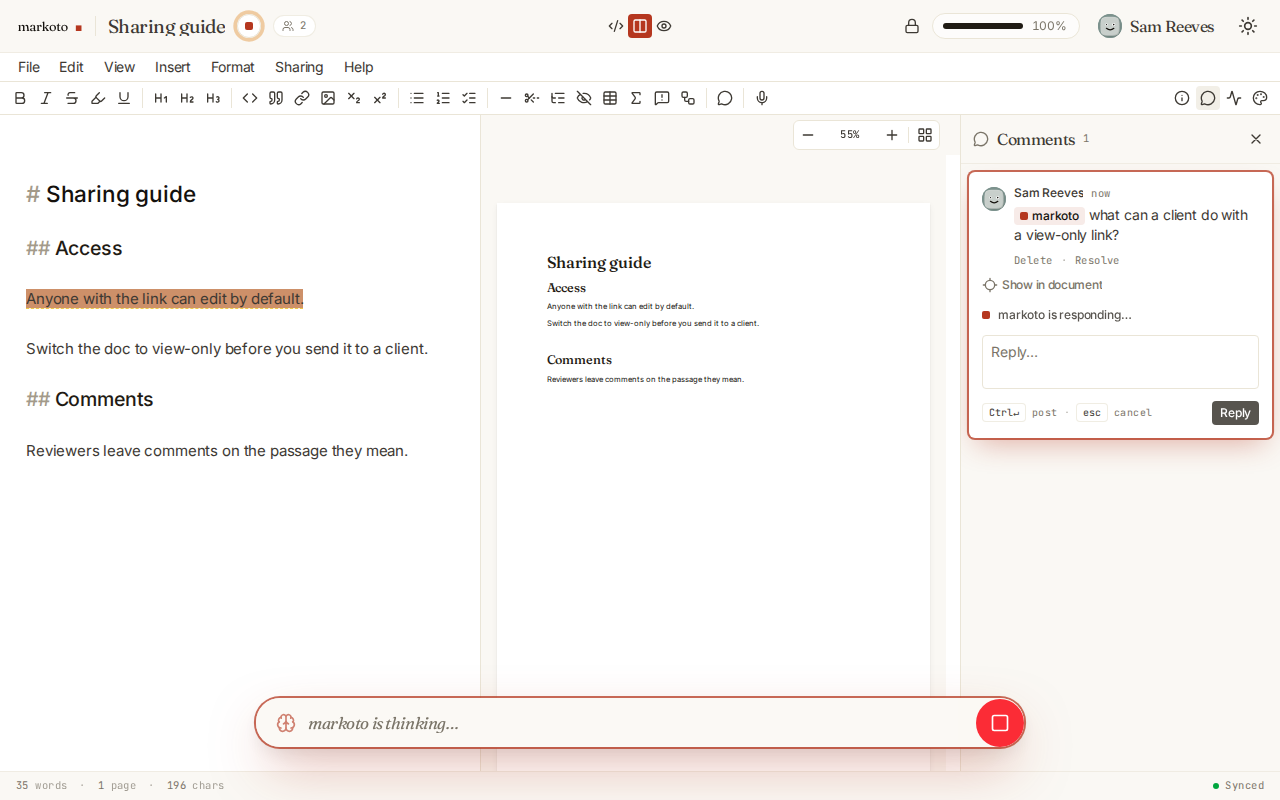 markoto
Sharing guide
2
100%
Sam Reeves
File Edit View Insert Format Sharing Help
H1 H2 H3
55%
# Sharing guide
## Access
Anyone with the link can edit by default.
Switch the doc to view-only before you send it to a client.
## Comments
Reviewers leave comments on the passage they mean.
Sharing guide
Access
Anyone with the link can edit by default.
Switch the doc to view-only before you send it to a client.
Comments
Reviewers leave comments on the passage they mean.
Comments 1
Sam Reeves now
markoto what can a client do with
a view-only link?
Delete · Resolve
Show in document
markoto is responding...
Reply...
Ctrl↵ post · esc cancel
Reply
markoto is thinking...
35 words · 1 page · 196 chars
Synced